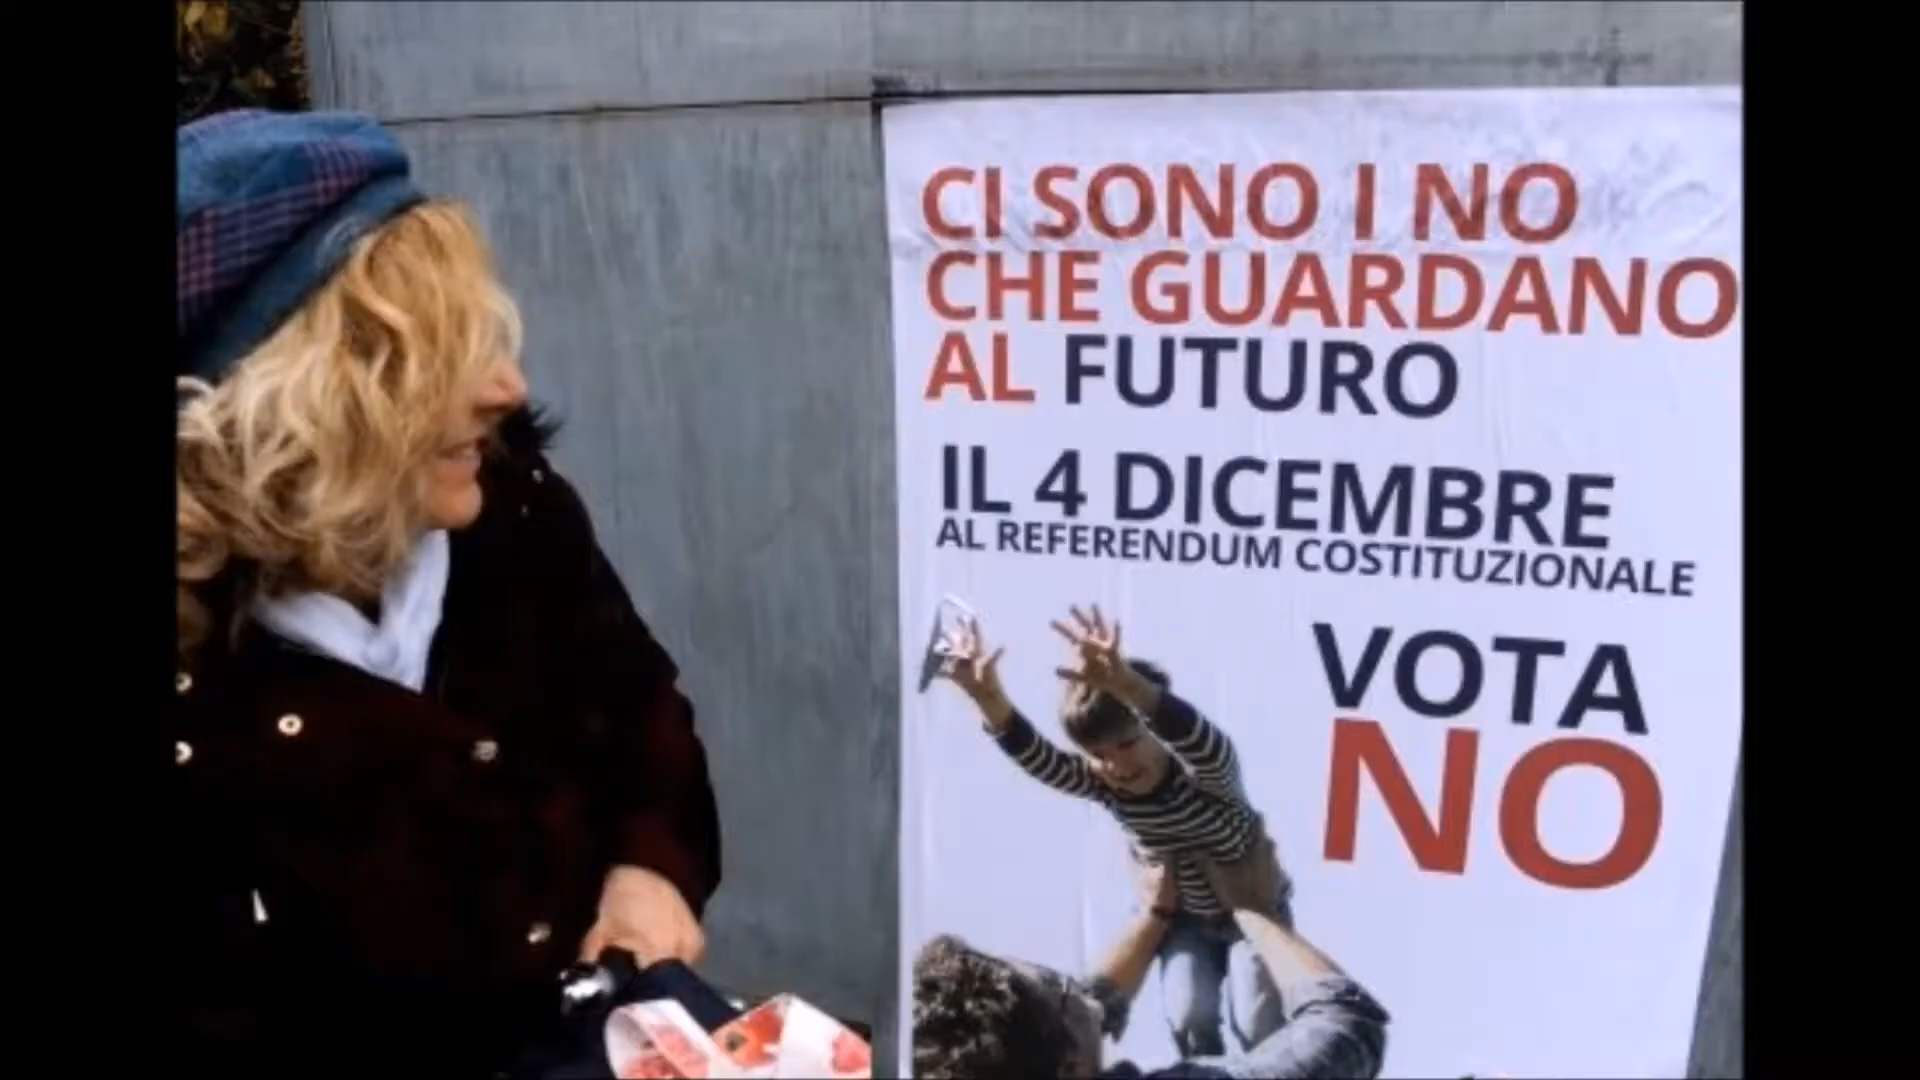 CI SONO I NO
CHE GUARDANO
AL FUTURO
IL 4 DICEMBRE
AL REFERENDUM COSTITUZIONALE
VOTA
NO